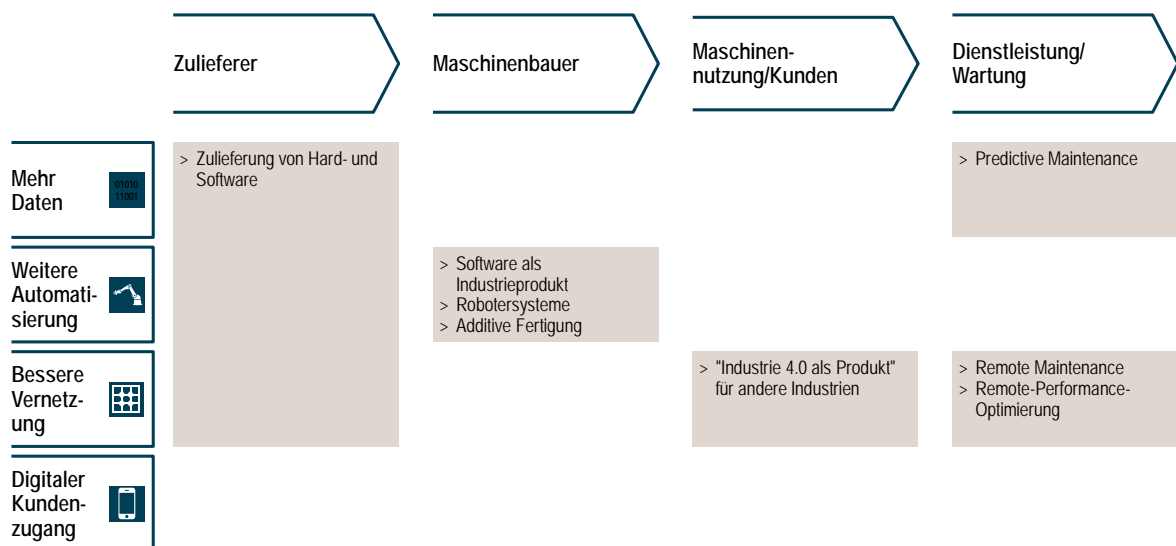 Zulieferer
Maschinenbauer
Maschinen-
nutzung/Kunden
Dienstleistung/
Wartung
Mehr
Daten
01010
11001
> Zulieferung von Hard- und
Software
> Predictive Maintenance
Weitere
Automati-
sierung
> Software als
Industrieprodukt
> Robotersysteme
> Additive Fertigung
Bessere
Vernetz-
ung
> "Industrie 4.0 als Produkt"
für andere Industrien
> Remote Maintenance
> Remote-Performance-
Optimierung
Digitaler
Kunden-
zugang